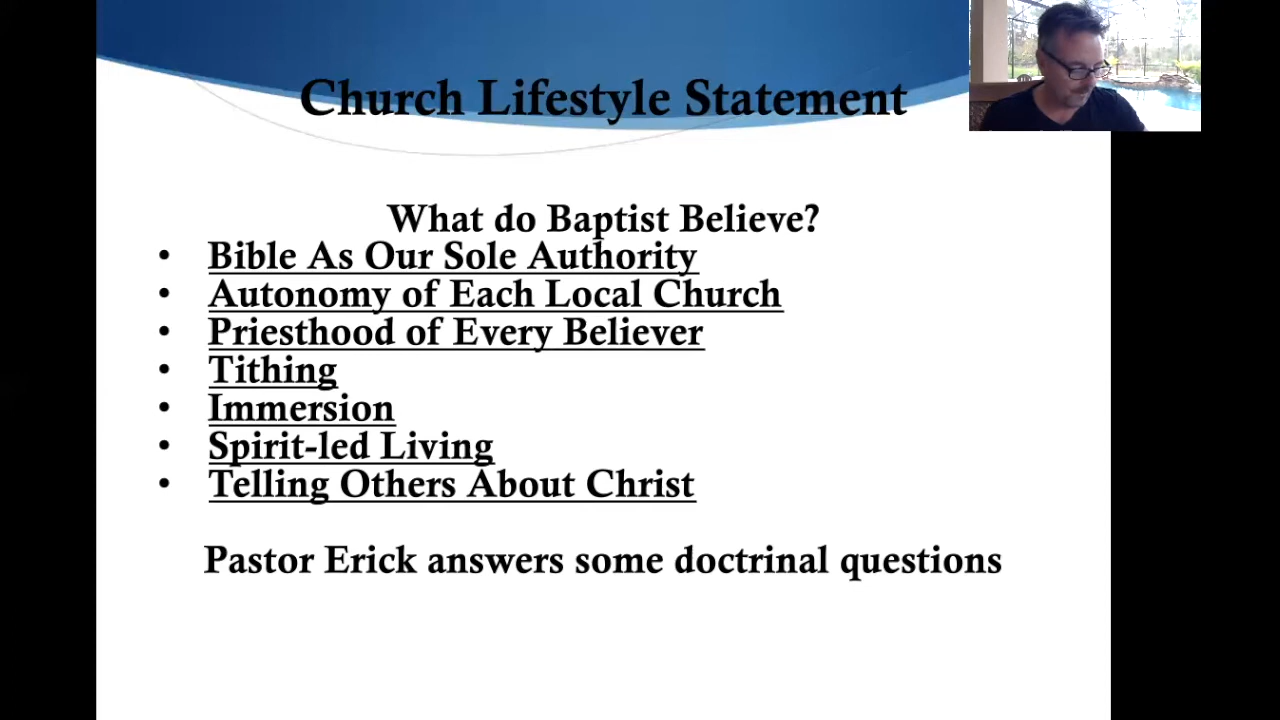 Church Lifestyle Statement
What do Baptist Believe?
• Bible As Our Sole Authority
• Autonomy of Each Local Church
• Priesthood of Every Believer
• Tithing
• Immersion
• Spirit-led Living
• Telling Others About Christ
Pastor Erick answers some doctrinal questions